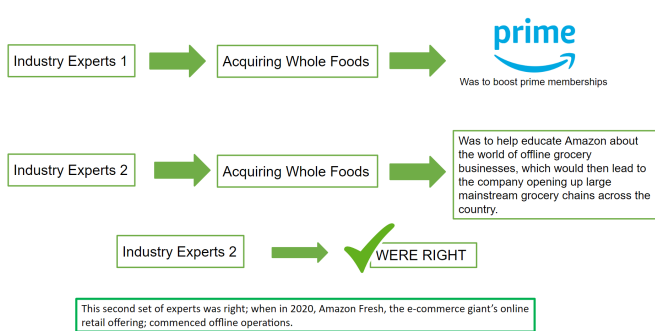 prime
Industry Experts 1
Acquiring Whole Foods
Was to boost prime memberships
Industry Experts 2
Acquiring Whole Foods
Was to help educate Amazon about
the world of offline grocery
businesses, which would then lead to
the company opening up large
mainstream grocery chains across the
country.
Industry Experts 2
WERE RIGHT
This second set of experts was right; when in 2020, Amazon Fresh, the e-commerce giant's online
retail offering; commenced offline operations.